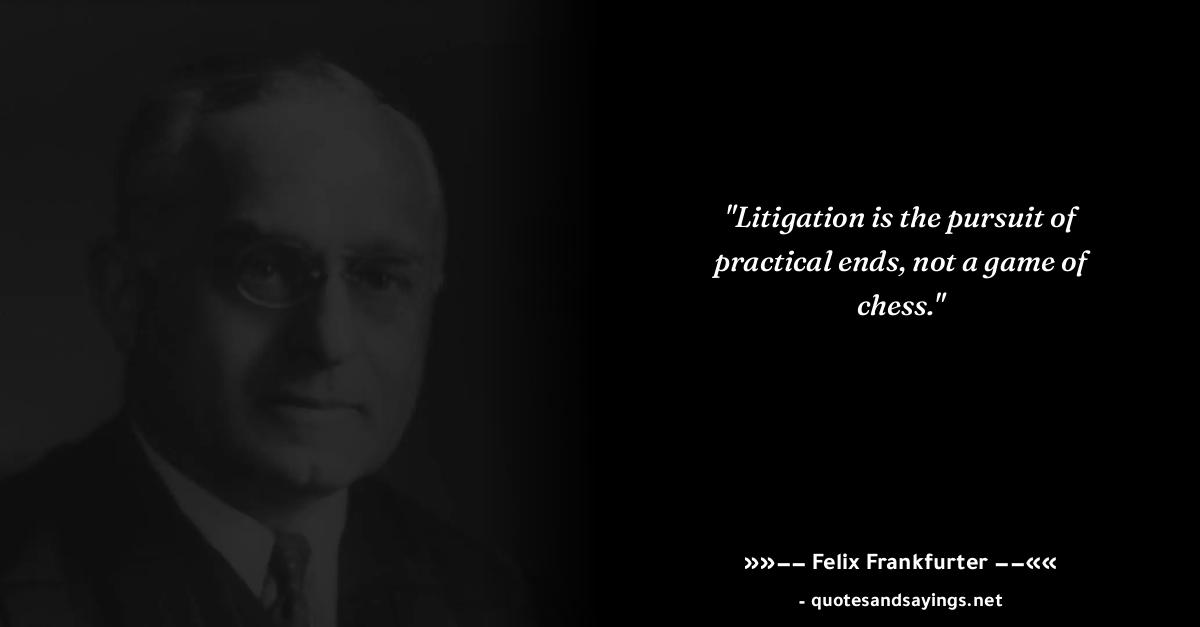 "Litigation is the pursuit of
practical ends, not a game of
chess."
»»–– Felix Frankfurter ––««
- quotesandsayings.net